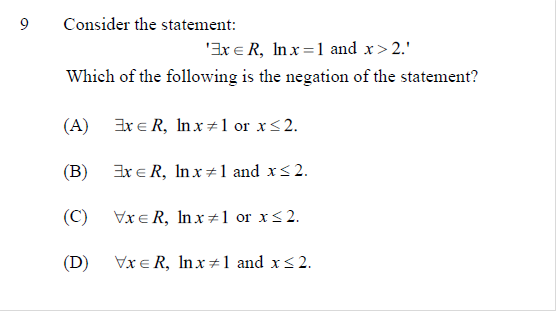 9 Consider the statement:
'∃x ∈ R, ln x = 1 and x > 2.'
Which of the following is the negation of the statement?
(A) ∃x ∈ R, ln x ≠ 1 or x ≤ 2.
(B) ∃x ∈ R, ln x ≠ 1 and x ≤ 2.
(C) ∀x ∈ R, ln x ≠ 1 or x ≤ 2.
(D) ∀x ∈ R, ln x ≠ 1 and x ≤ 2.